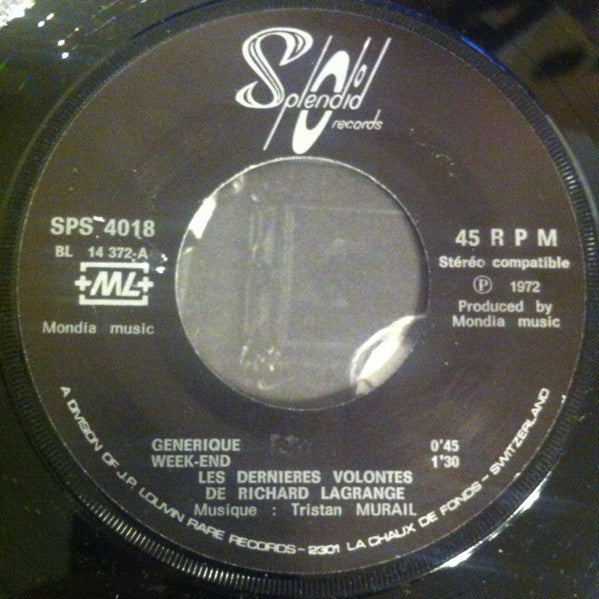 Splendid
records
SPS 4018
BL 14 372-A
+ML+
Mondia music
45 RPM
Stéréo compatible
Ⓟ 1972
Produced by
Mondia music
GENERIQUE 0'45
WEEK-END 1'30
LES DERNIERES VOLONTES
DE RICHARD LAGRANGE
Musique : Tristan MURAIL
A DIVISION OF J.P. LOUVIN RARE RECORDS - 2301 LA CHAUX DE FONDS - SWITZERLAND